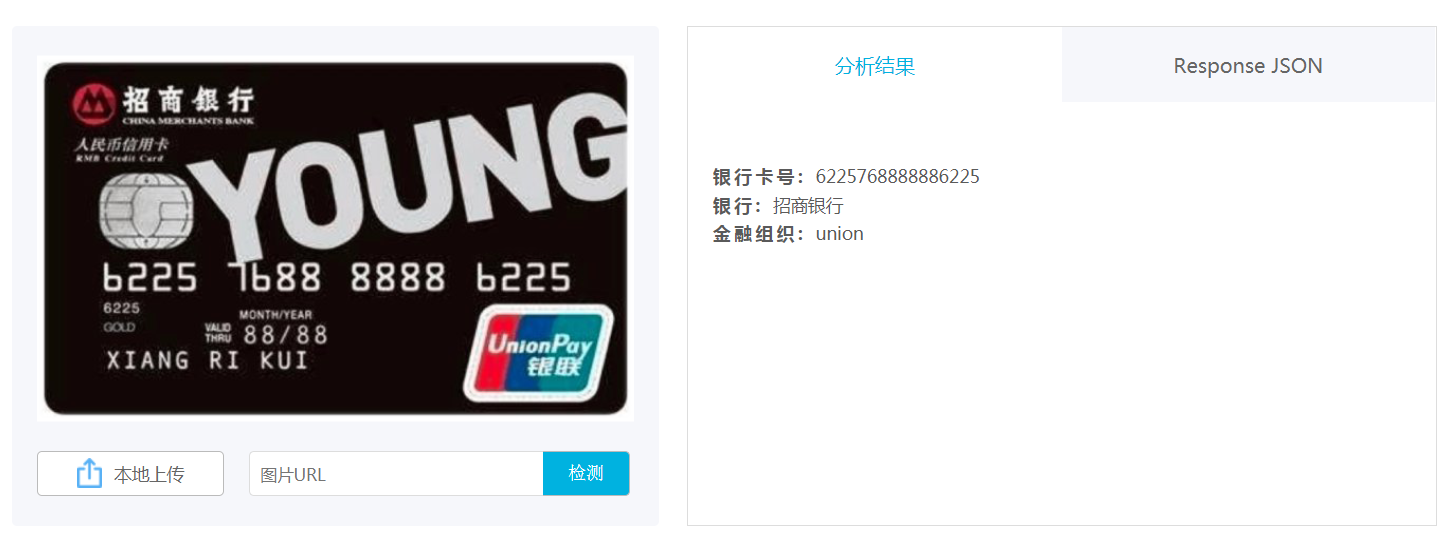 招商银行
CHINA MERCHANTS BANK
人民币信用卡
RMB Credit Card
YOUNG
6225 7688 8888 6225
6225
GOLD
MONTH/YEAR
VALID THRU 88/88
XIANG RI KUI
UnionPay
银联
本地上传
图片URL
检测
分析结果
Response JSON
银行卡号：6225768888886225
银行：招商银行
金融组织：union